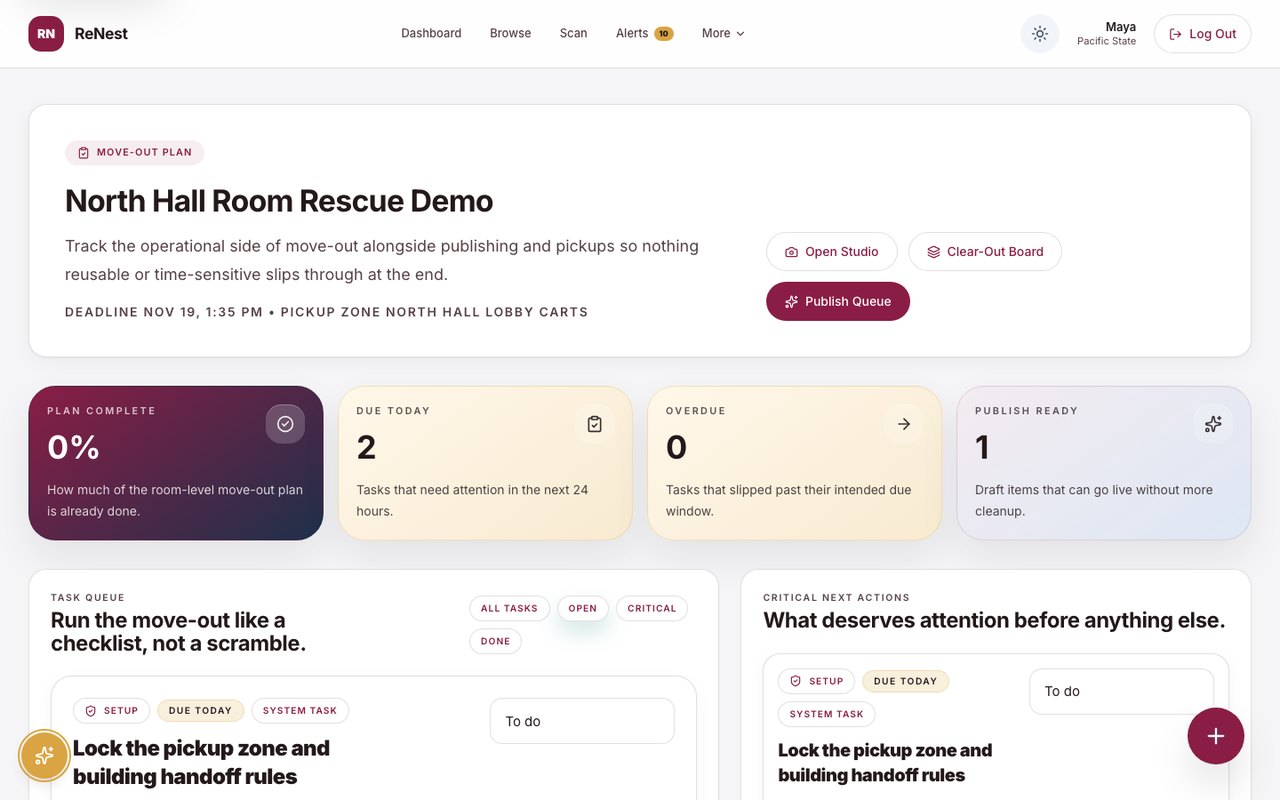 RN ReNest
Dashboard Browse Scan Alerts 10 More
Maya
Pacific State
Log Out
MOVE-OUT PLAN
North Hall Room Rescue Demo
Track the operational side of move-out alongside publishing and pickups so nothing
reusable or time-sensitive slips through at the end.
DEADLINE NOV 19, 1:35 PM • PICKUP ZONE NORTH HALL LOBBY CARTS
Open Studio
Clear-Out Board
Publish Queue
PLAN COMPLETE
0%
How much of the room-level move-out plan
is already done.
DUE TODAY
2
Tasks that need attention in the next 24
hours.
OVERDUE
0
Tasks that slipped past their intended due
window.
PUBLISH READY
1
Draft items that can go live without more
cleanup.
TASK QUEUE
Run the move-out like a
checklist, not a scramble.
ALL TASKS OPEN CRITICAL
DONE
SETUP DUE TODAY SYSTEM TASK
To do
Lock the pickup zone and
building handoff rules
CRITICAL NEXT ACTIONS
What deserves attention before anything else.
SETUP DUE TODAY
SYSTEM TASK
To do
Lock the pickup zone and
building handoff rules